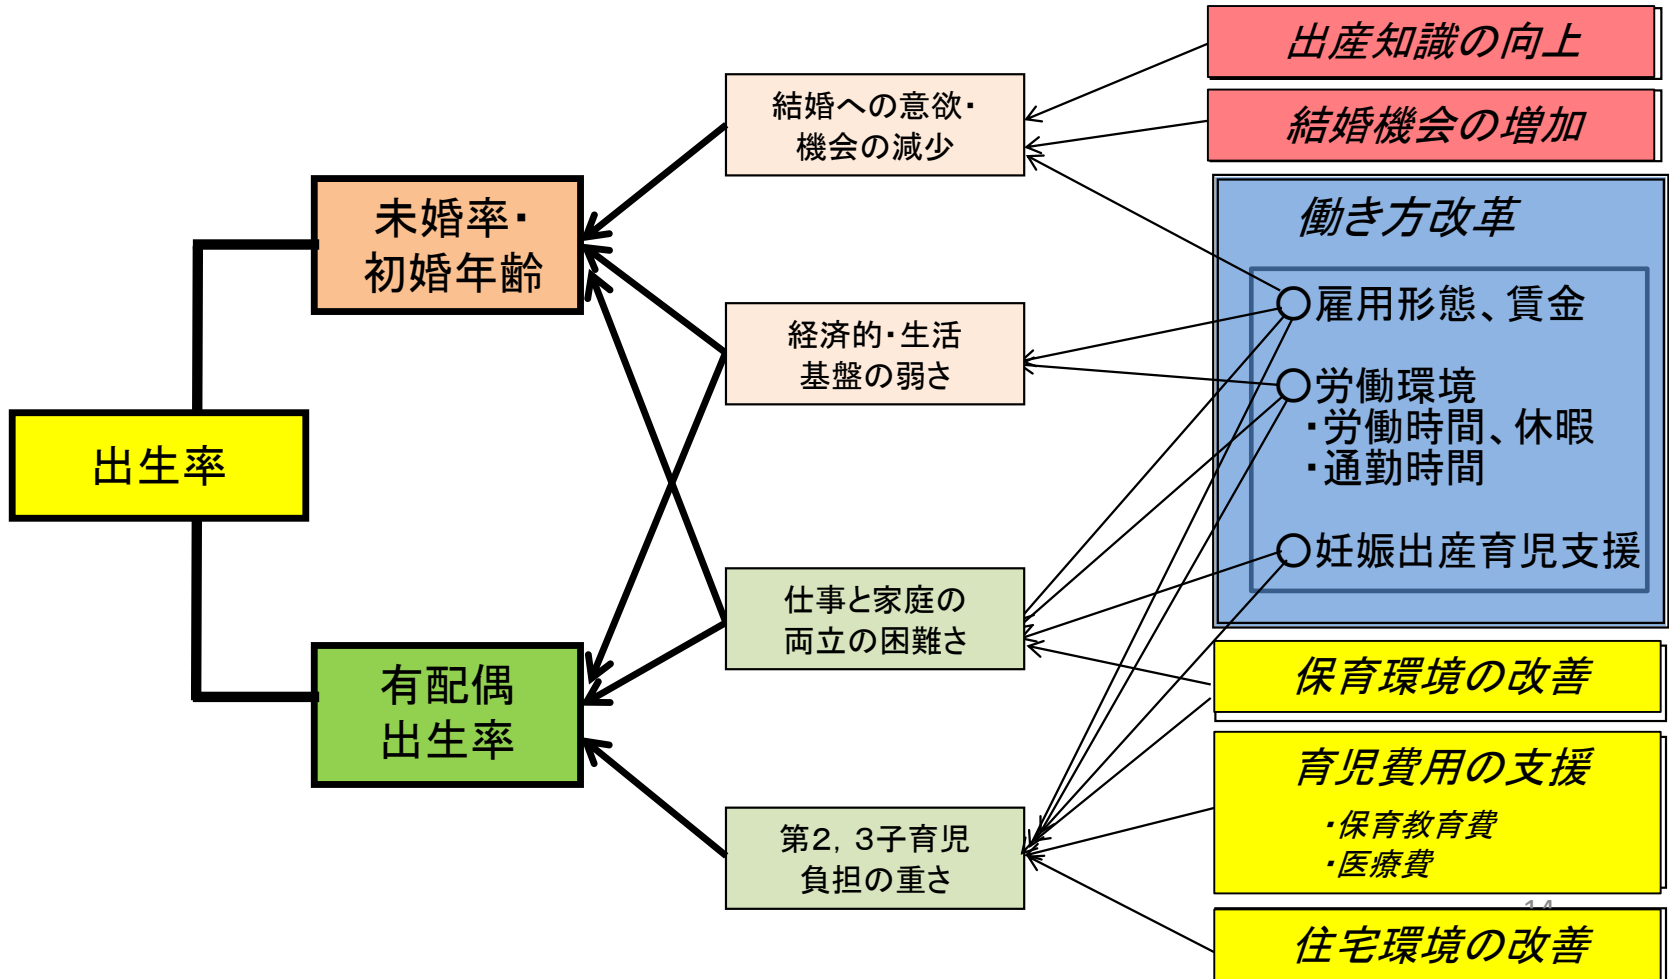 出生率
未婚率・
初婚年齢
有配偶
出生率
結婚への意欲・
機会の減少
経済的・生活
基盤の弱さ
仕事と家庭の
両立の困難さ
第2，3子育児
負担の重さ
出産知識の向上
結婚機会の増加
働き方改革
○雇用形態、賃金
○労働環境
・労働時間、休暇
・通勤時間
○妊娠出産育児支援
保育環境の改善
育児費用の支援
・保育教育費
・医療費
14
住宅環境の改善